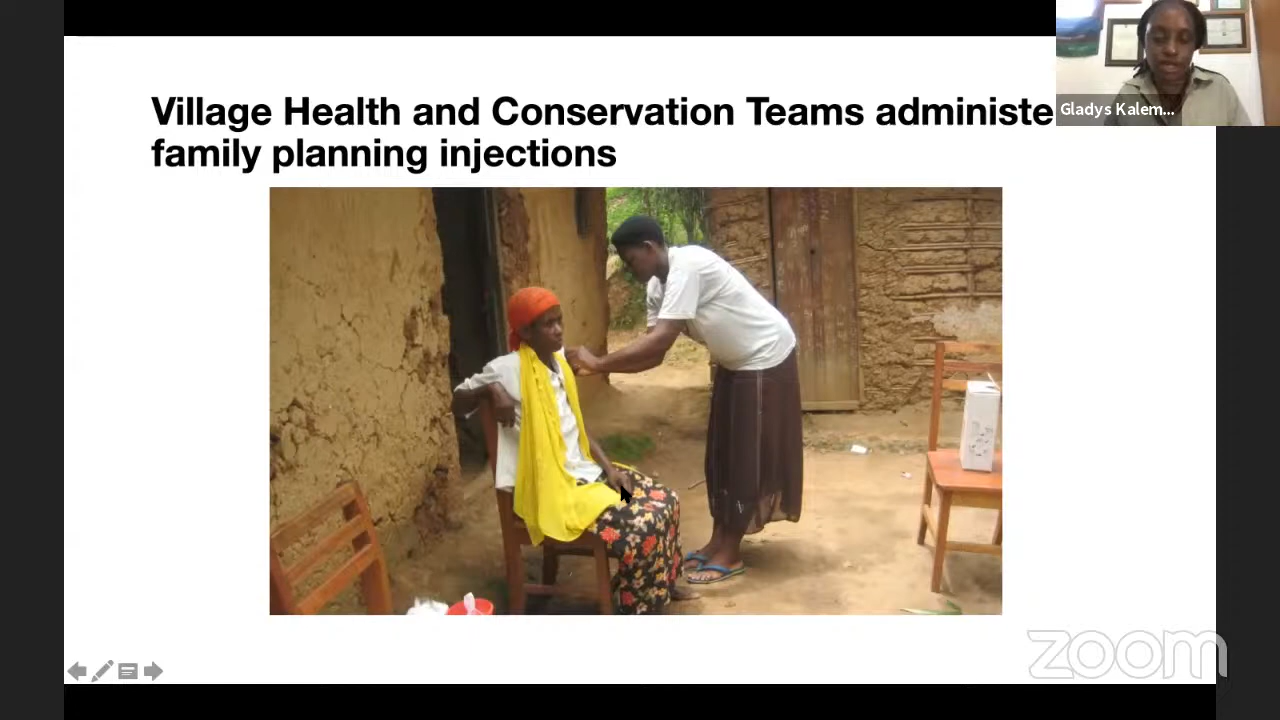 Village Health and Conservation Teams administe
family planning injections
Gladys Kalem...
zoom